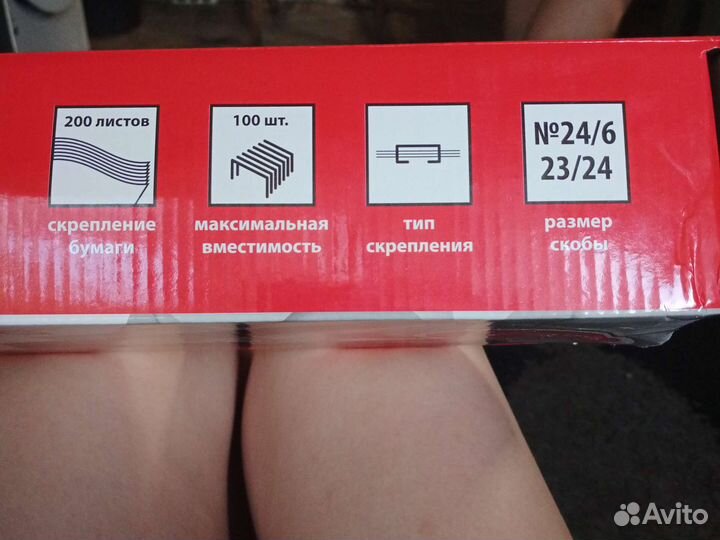 200 листов
скрепление
бумаги
100 шт.
максимальная
вместимость
тип
скрепления
№24/6
23/24
размер
скобы
Avito